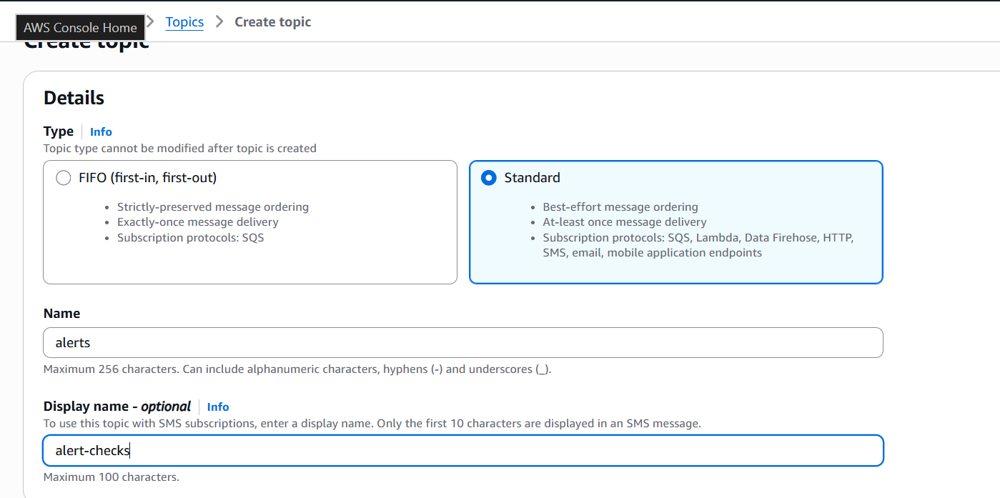 AWS Console Home > Topics > Create topic
Create topic
Details
Type Info
Topic type cannot be modified after topic is created
FIFO (first-in, first-out)
• Strictly-preserved message ordering
• Exactly-once message delivery
• Subscription protocols: SQS
Standard
• Best-effort message ordering
• At-least once message delivery
• Subscription protocols: SQS, Lambda, Data Firehose, HTTP,
SMS, email, mobile application endpoints
Name
alerts
Maximum 256 characters. Can include alphanumeric characters, hyphens (-) and underscores (_).
Display name - optional Info
To use this topic with SMS subscriptions, enter a display name. Only the first 10 characters are displayed in an SMS message.
alert-checks
Maximum 100 characters.